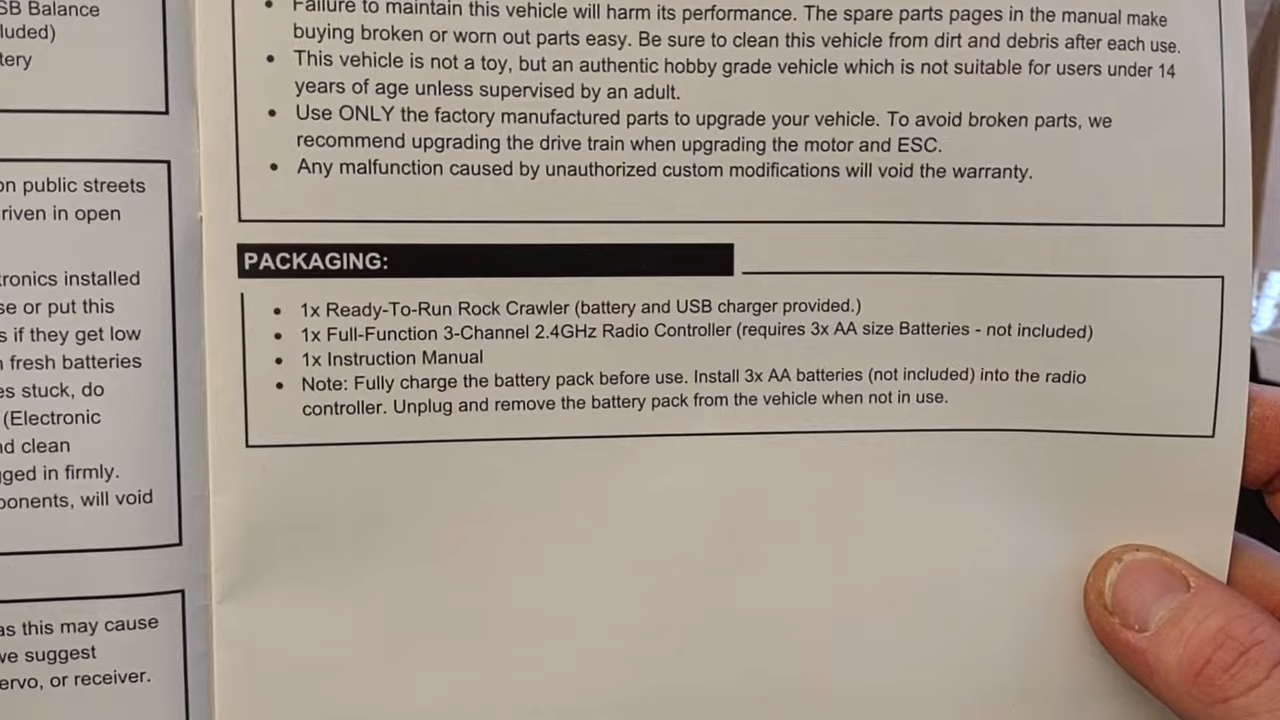 SB Balance
luded)
tery
on public streets
riven in open
tronics installed
se or put this
s if they get low
fresh batteries
es stuck, do
(Electronic
nd clean
gged in firmly.
ponents, will void
as this may cause
we suggest
ervo, or receiver.
• Failure to maintain this vehicle will harm its performance. The spare parts pages in the manual make
buying broken or worn out parts easy. Be sure to clean this vehicle from dirt and debris after each use.
• This vehicle is not a toy, but an authentic hobby grade vehicle which is not suitable for users under 14
years of age unless supervised by an adult.
• Use ONLY the factory manufactured parts to upgrade your vehicle. To avoid broken parts, we
recommend upgrading the drive train when upgrading the motor and ESC.
• Any malfunction caused by unauthorized custom modifications will void the warranty.
PACKAGING:
• 1x Ready-To-Run Rock Crawler (battery and USB charger provided.)
• 1x Full-Function 3-Channel 2.4GHz Radio Controller (requires 3x AA size Batteries - not included)
• 1x Instruction Manual
• Note: Fully charge the battery pack before use. Install 3x AA batteries (not included) into the radio
controller. Unplug and remove the battery pack from the vehicle when not in use.